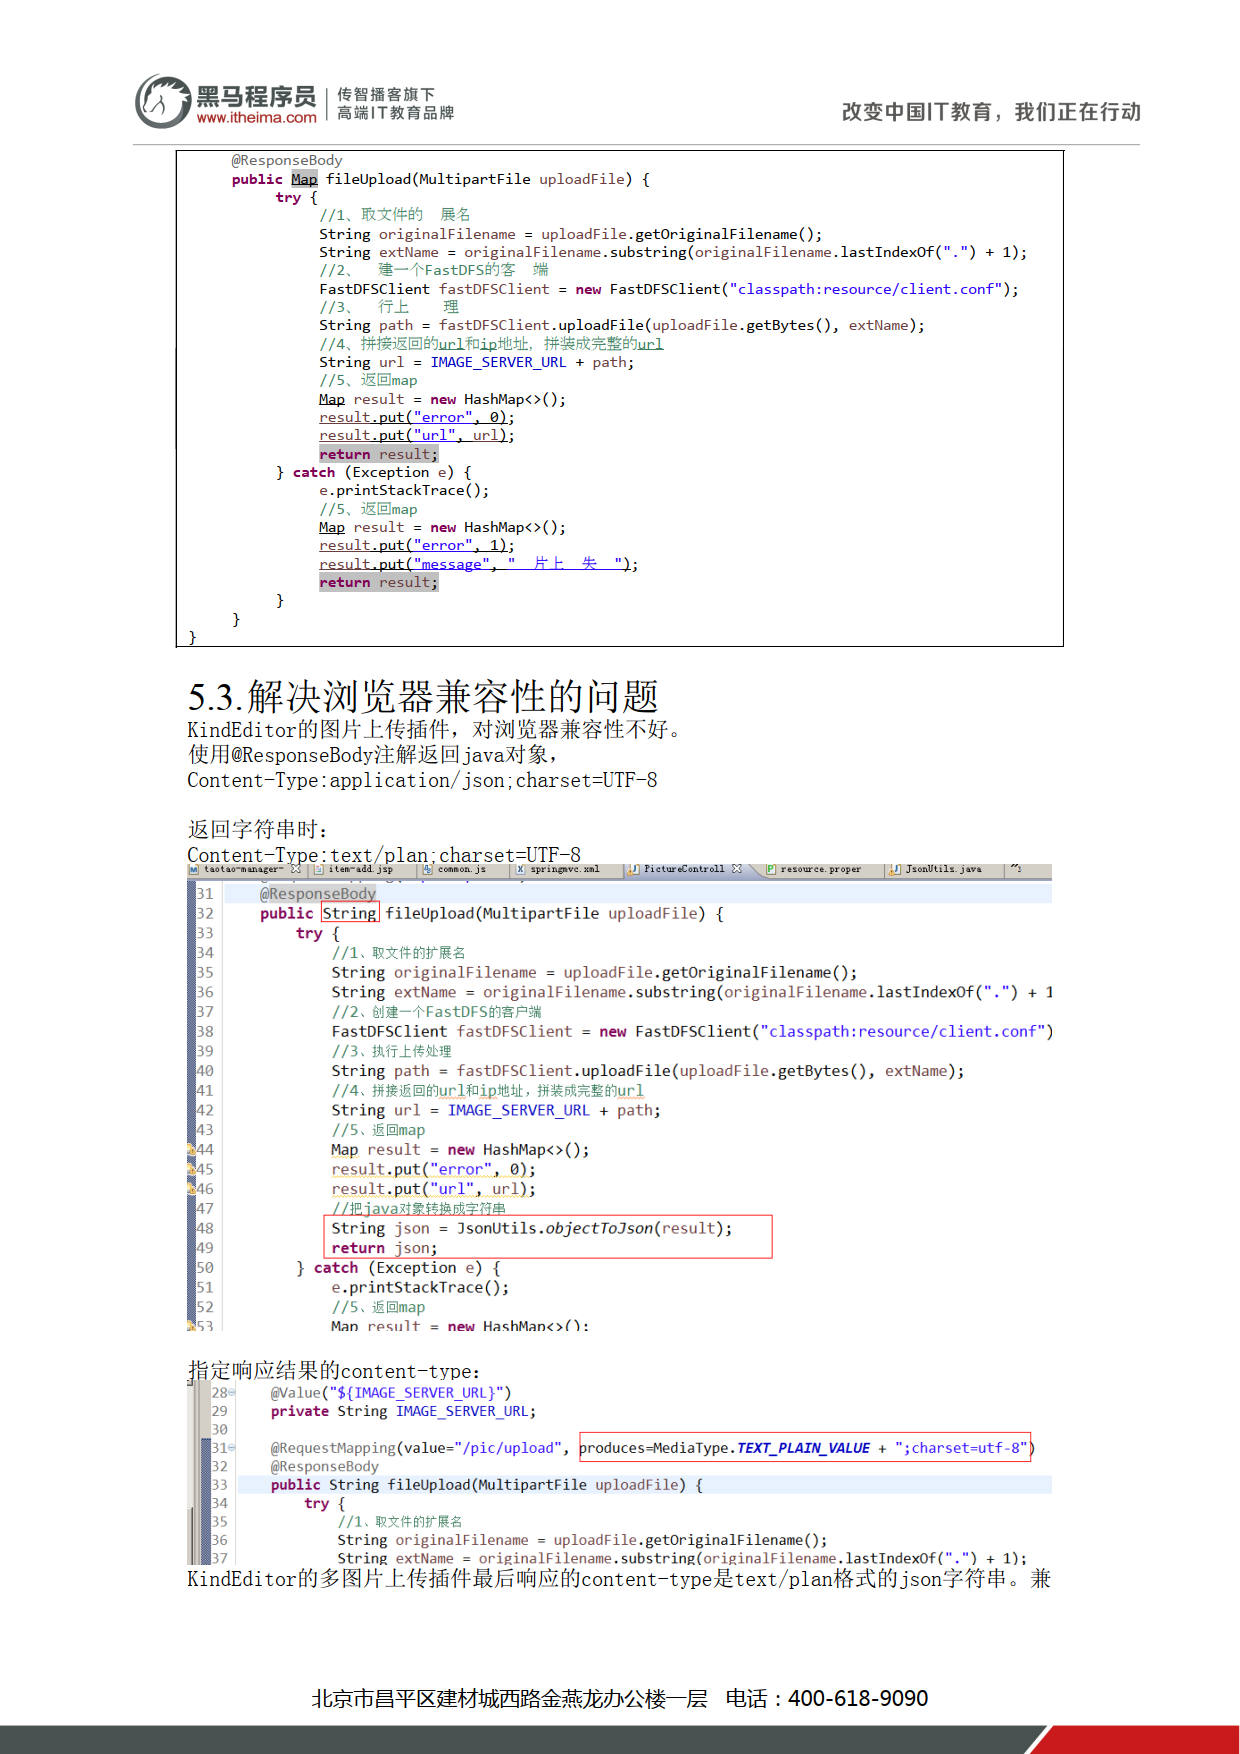 黑马程序员
www.itheima.com
传智播客旗下
高端IT教育品牌
改变中国IT教育，我们正在行动
@ResponseBody
public Map fileUpload(MultipartFile uploadFile) {
try {
//1、取文件的 展名
String originalFilename = uploadFile.getOriginalFilename();
String extName = originalFilename.substring(originalFilename.lastIndexOf(".") + 1);
//2、 建一个FastDFS的客 端
FastDFSClient fastDFSClient = new FastDFSClient("classpath:resource/client.conf");
//3、 行上 理
String path = fastDFSClient.uploadFile(uploadFile.getBytes(), extName);
//4、拼接返回的url和ip地址，拼装成完整的url
String url = IMAGE_SERVER_URL + path;
//5、返回map
Map result = new HashMap<>();
result.put("error", 0);
result.put("url", url);
return result;
} catch (Exception e) {
e.printStackTrace();
//5、返回map
Map result = new HashMap<>();
result.put("error", 1);
result.put("message", " 片上 失 ");
return result;
}
}
}
5.3.解决浏览器兼容性的问题
KindEditor的图片上传插件，对浏览器兼容性不好。
使用@ResponseBody注解返回java对象，
Content-Type:application/json;charset=UTF-8
返回字符串时：
Content-Type:text/plan;charset=UTF-8
taotao-manager- item-add.jsp common.js springmvc.xml PictureControll resource.proper JsonUtils.java
31 @ResponseBody
32 public String fileUpload(MultipartFile uploadFile) {
33 try {
34 //1、取文件的扩展名
35 String originalFilename = uploadFile.getOriginalFilename();
36 String extName = originalFilename.substring(originalFilename.lastIndexOf(".") + 1
37 //2、创建一个FastDFS的客户端
38 FastDFSClient fastDFSClient = new FastDFSClient("classpath:resource/client.conf")
39 //3、执行上传处理
40 String path = fastDFSClient.uploadFile(uploadFile.getBytes(), extName);
41 //4、拼接返回的url和ip地址，拼装成完整的url
42 String url = IMAGE_SERVER_URL + path;
43 //5、返回map
44 Map result = new HashMap<>();
45 result.put("error", 0);
46 result.put("url", url);
47 //把java对象转换成字符串
48 String json = JsonUtils.objectToJson(result);
49 return json;
50 } catch (Exception e) {
51 e.printStackTrace();
52 //5、返回map
53 Map result = new HashMap<>();
指定响应结果的content-type：
28 @Value("${IMAGE_SERVER_URL}")
29 private String IMAGE_SERVER_URL;
30
31 @RequestMapping(value="/pic/upload", produces=MediaType.TEXT_PLAIN_VALUE + ";charset=utf-8")
32 @ResponseBody
33 public String fileUpload(MultipartFile uploadFile) {
34 try {
35 //1、取文件的扩展名
36 String originalFilename = uploadFile.getOriginalFilename();
37 String extName = originalFilename.substring(originalFilename.lastIndexOf(".") + 1);
KindEditor的多图片上传插件最后响应的content-type是text/plan格式的json字符串。兼
北京市昌平区建材城西路金燕龙办公楼一层 电话：400-618-9090